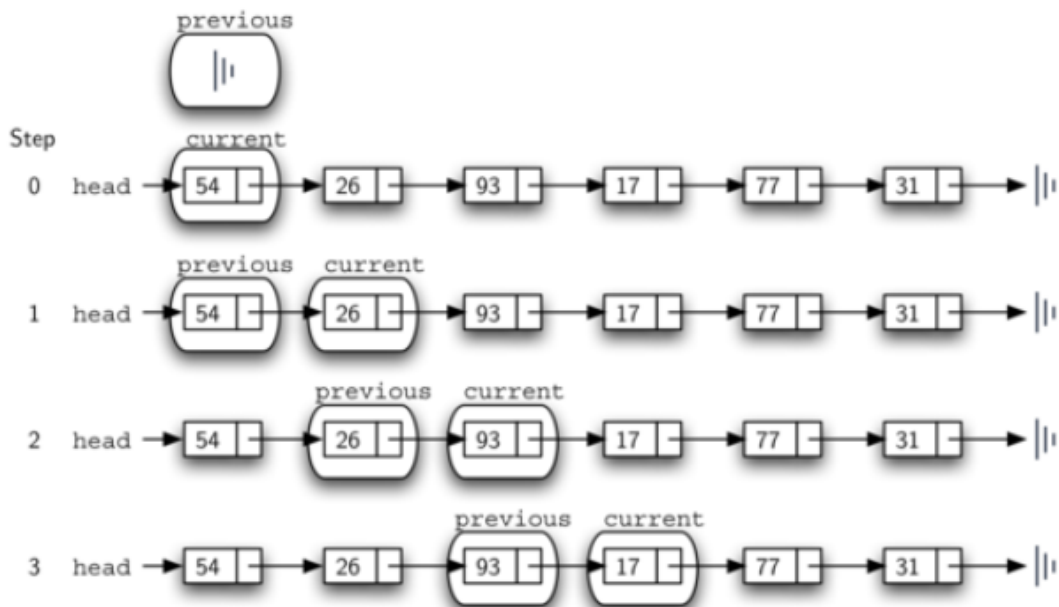 previous
Step
current
0 head 54 26 93 17 77 31
previous current
1 head 54 26 93 17 77 31
previous current
2 head 54 26 93 17 77 31
previous current
3 head 54 26 93 17 77 31